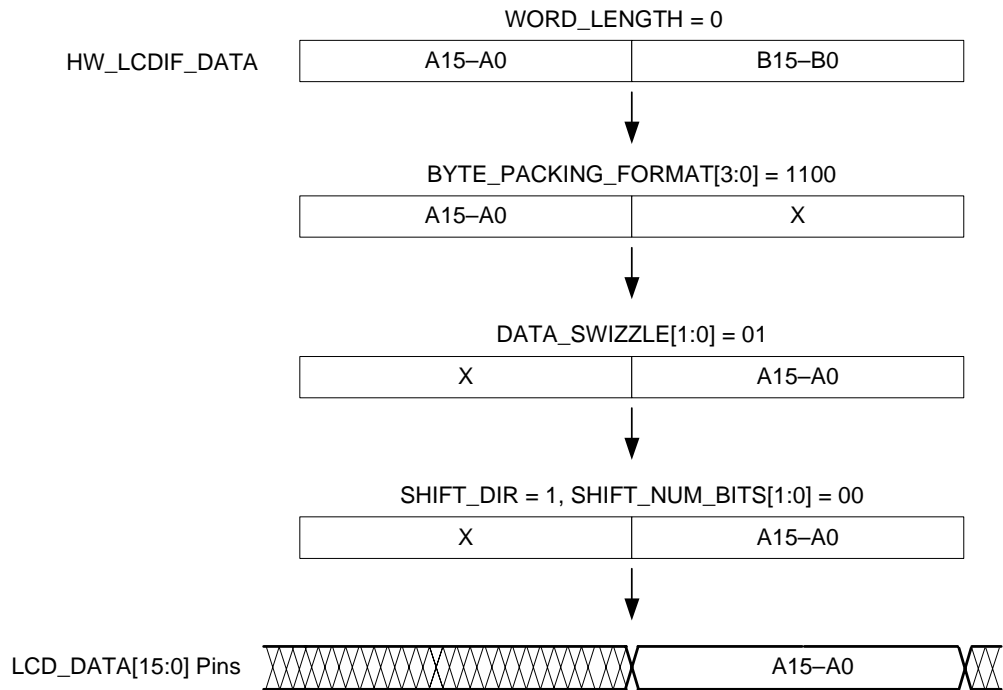 WORD_LENGTH = 0
HW_LCDIF_DATA A15–A0 B15–B0
BYTE_PACKING_FORMAT[3:0] = 1100
A15–A0 X
DATA_SWIZZLE[1:0] = 01
X A15–A0
SHIFT_DIR = 1, SHIFT_NUM_BITS[1:0] = 00
X A15–A0
LCD_DATA[15:0] Pins A15–A0